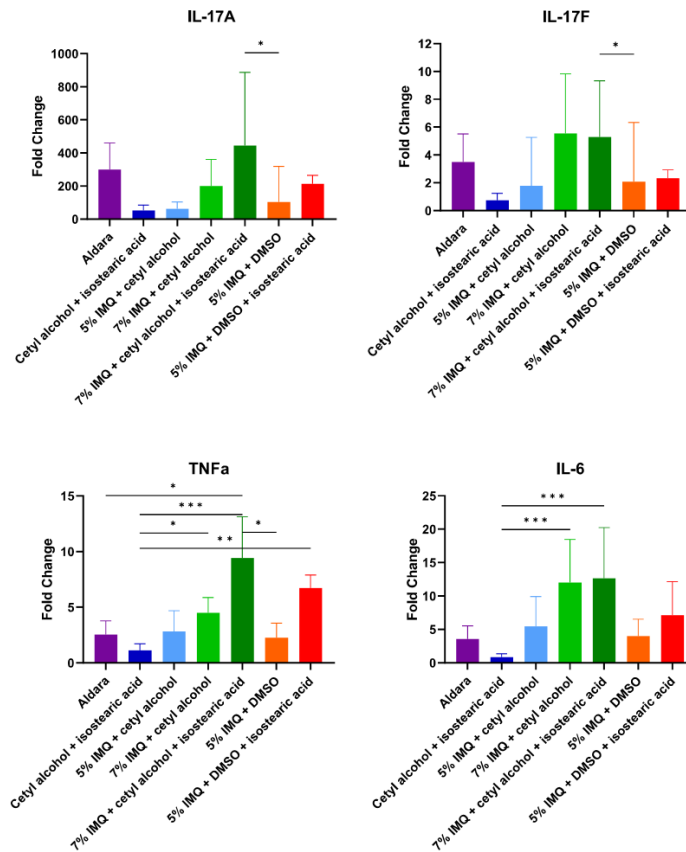 IL-17A
*
Fold Change
1000
800
600
400
200
0
Aldara
Cetyl alcohol + isostearic acid
5% IMQ + cetyl alcohol
7% IMQ + cetyl alcohol
7% IMQ + cetyl alcohol + isostearic acid
5% IMQ + DMSO
5% IMQ + DMSO + isostearic acid
IL-17F
*
Fold Change
12
10
8
6
4
2
0
Aldara
Cetyl alcohol + isostearic acid
5% IMQ + cetyl alcohol
7% IMQ + cetyl alcohol
7% IMQ + cetyl alcohol + isostearic acid
5% IMQ + DMSO
5% IMQ + DMSO + isostearic acid
TNFa
*
***
*
*
**
Fold Change
15
10
5
0
Aldara
Cetyl alcohol + isostearic acid
5% IMQ + cetyl alcohol
7% IMQ + cetyl alcohol
7% IMQ + cetyl alcohol + isostearic acid
5% IMQ + DMSO
5% IMQ + DMSO + isostearic acid
IL-6
***
***
Fold Change
25
20
15
10
5
0
Aldara
Cetyl alcohol + isostearic acid
5% IMQ + cetyl alcohol
7% IMQ + cetyl alcohol
7% IMQ + cetyl alcohol + isostearic acid
5% IMQ + DMSO
5% IMQ + DMSO + isostearic acid